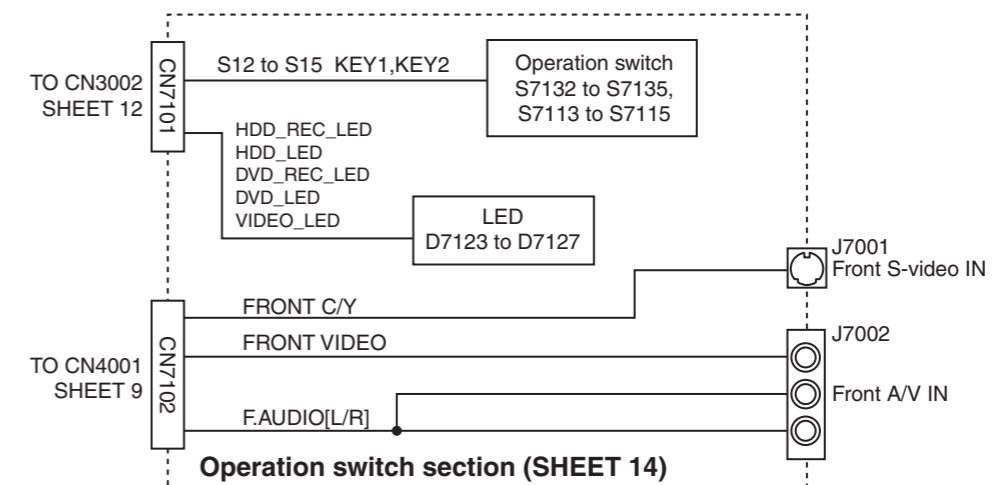 TO CN3002
SHEET 12
CN7101
S12 to S15 KEY1,KEY2
Operation switch
S7132 to S7135,
S7113 to S7115
HDD_REC_LED
HDD_LED
DVD_REC_LED
DVD_LED
VIDEO_LED
LED
D7123 to D7127
J7001
Front S-video IN
TO CN4001
SHEET 9
CN7102
FRONT C/Y
FRONT VIDEO
F.AUDIO[L/R]
J7002
Front A/V IN
Operation switch section (SHEET 14)